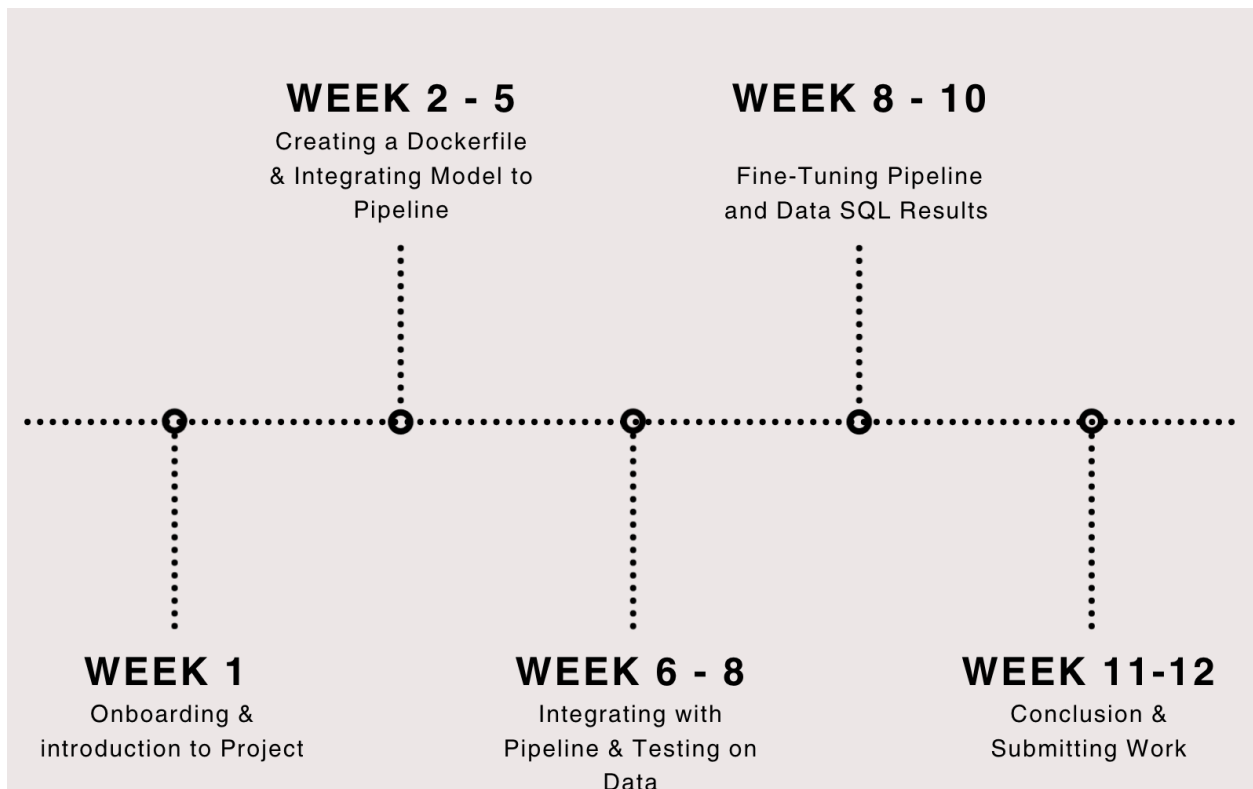 WEEK 2 - 5
Creating a Dockerfile
& Integrating Model to
Pipeline
WEEK 8 - 10
Fine-Tuning Pipeline
and Data SQL Results
WEEK 1
Onboarding &
introduction to Project
WEEK 6 - 8
Integrating with
Pipeline & Testing on
Data
WEEK 11-12
Conclusion &
Submitting Work